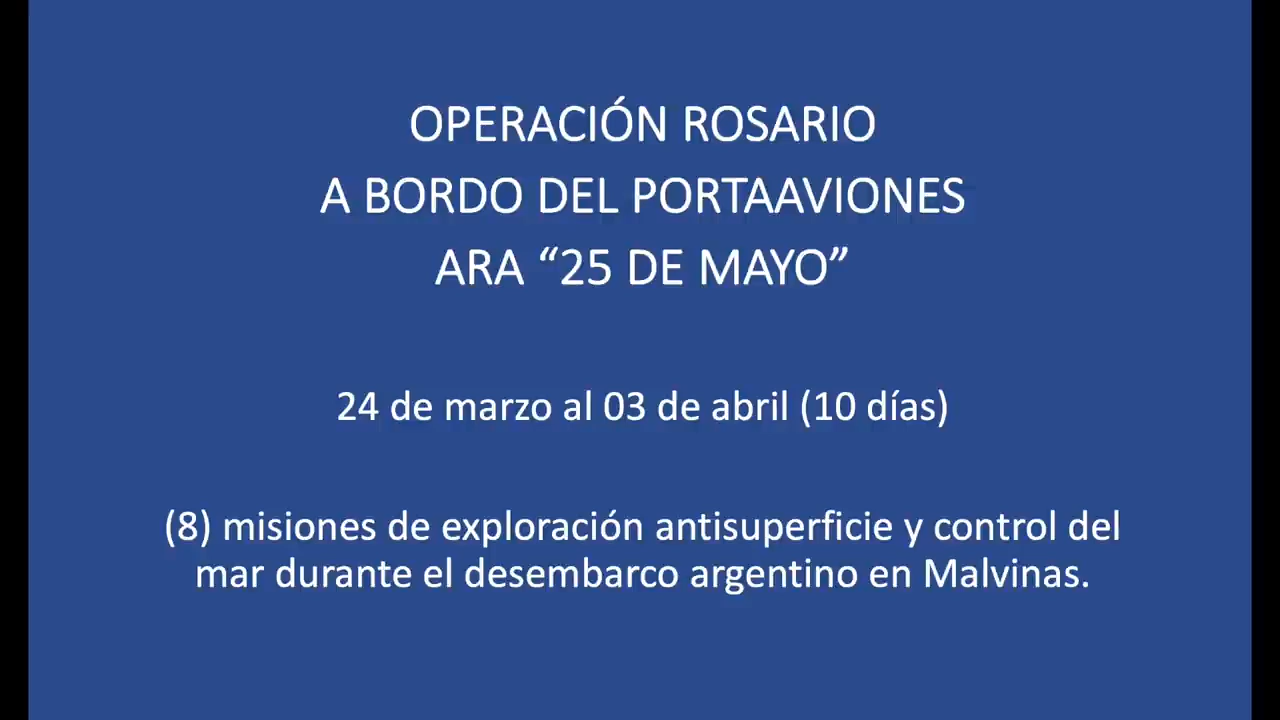 OPERACIÓN ROSARIO
A BORDO DEL PORTAAVIONES
ARA “25 DE MAYO”
24 de marzo al 03 de abril (10 días)
(8) misiones de exploración antisuperficie y control del
mar durante el desembarco argentino en Malvinas.